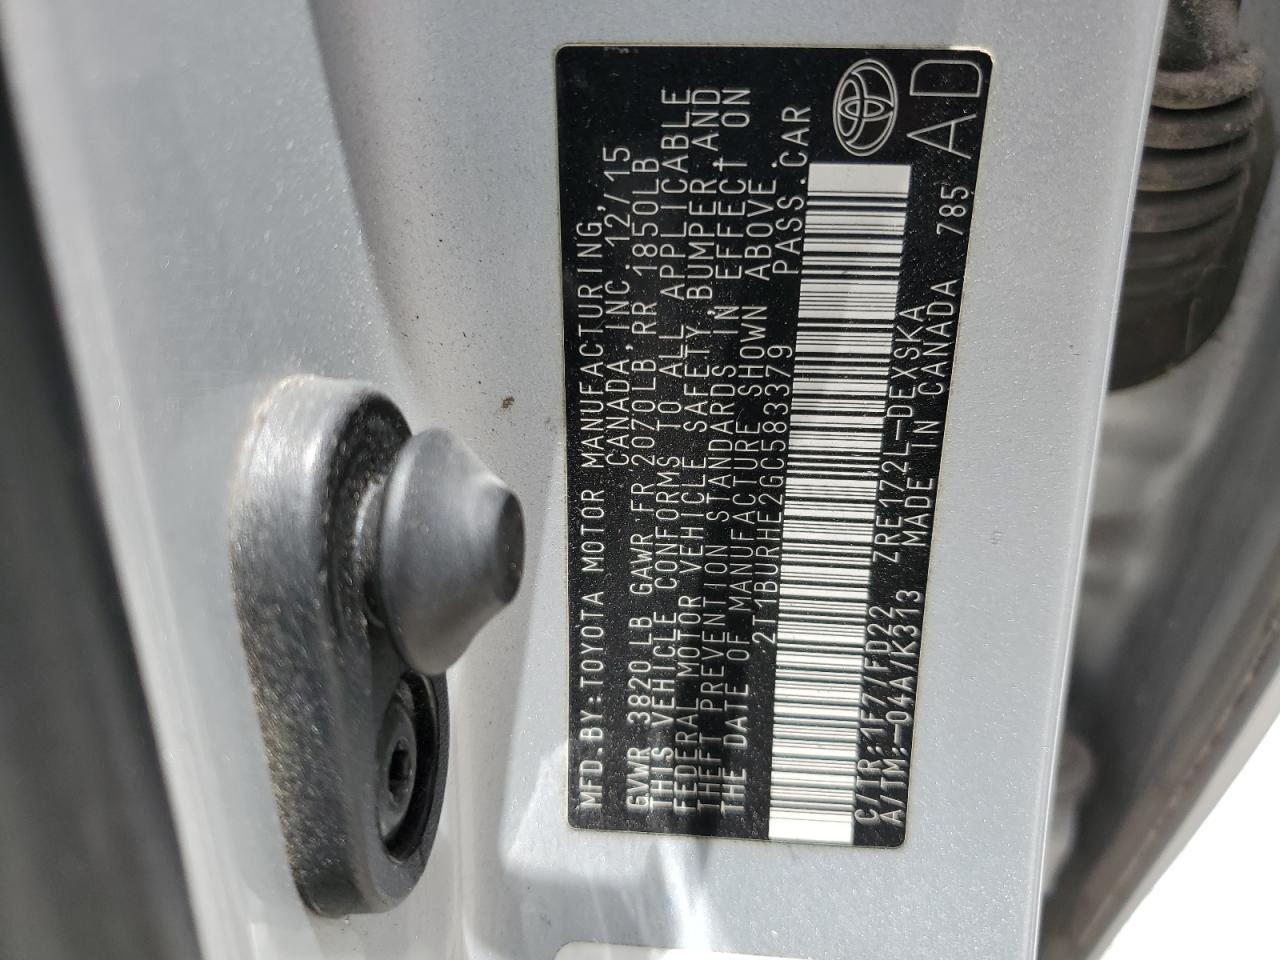 MFD.BY:TOYOTA MOTOR MANUFACTURING,
CANADA,INC. 12/15
GVWR 3820LB GAWR FR 2070LB RR 1850LB
THIS VEHICLE CONFORMS TO ALL APPLICABLE
FEDERAL MOTOR VEHICLE SAFETY, BUMPER, AND
THEFT PREVENTION STANDARDS IN EFFECT ON
THE DATE OF MANUFACTURE SHOWN ABOVE.
2T1BURHE2GC583379 PASS.CAR
C/TR:1F7/FD22 ZRE172L-DEXSKA
A/TM:-04A/K313 MADE IN CANADA 785
AD